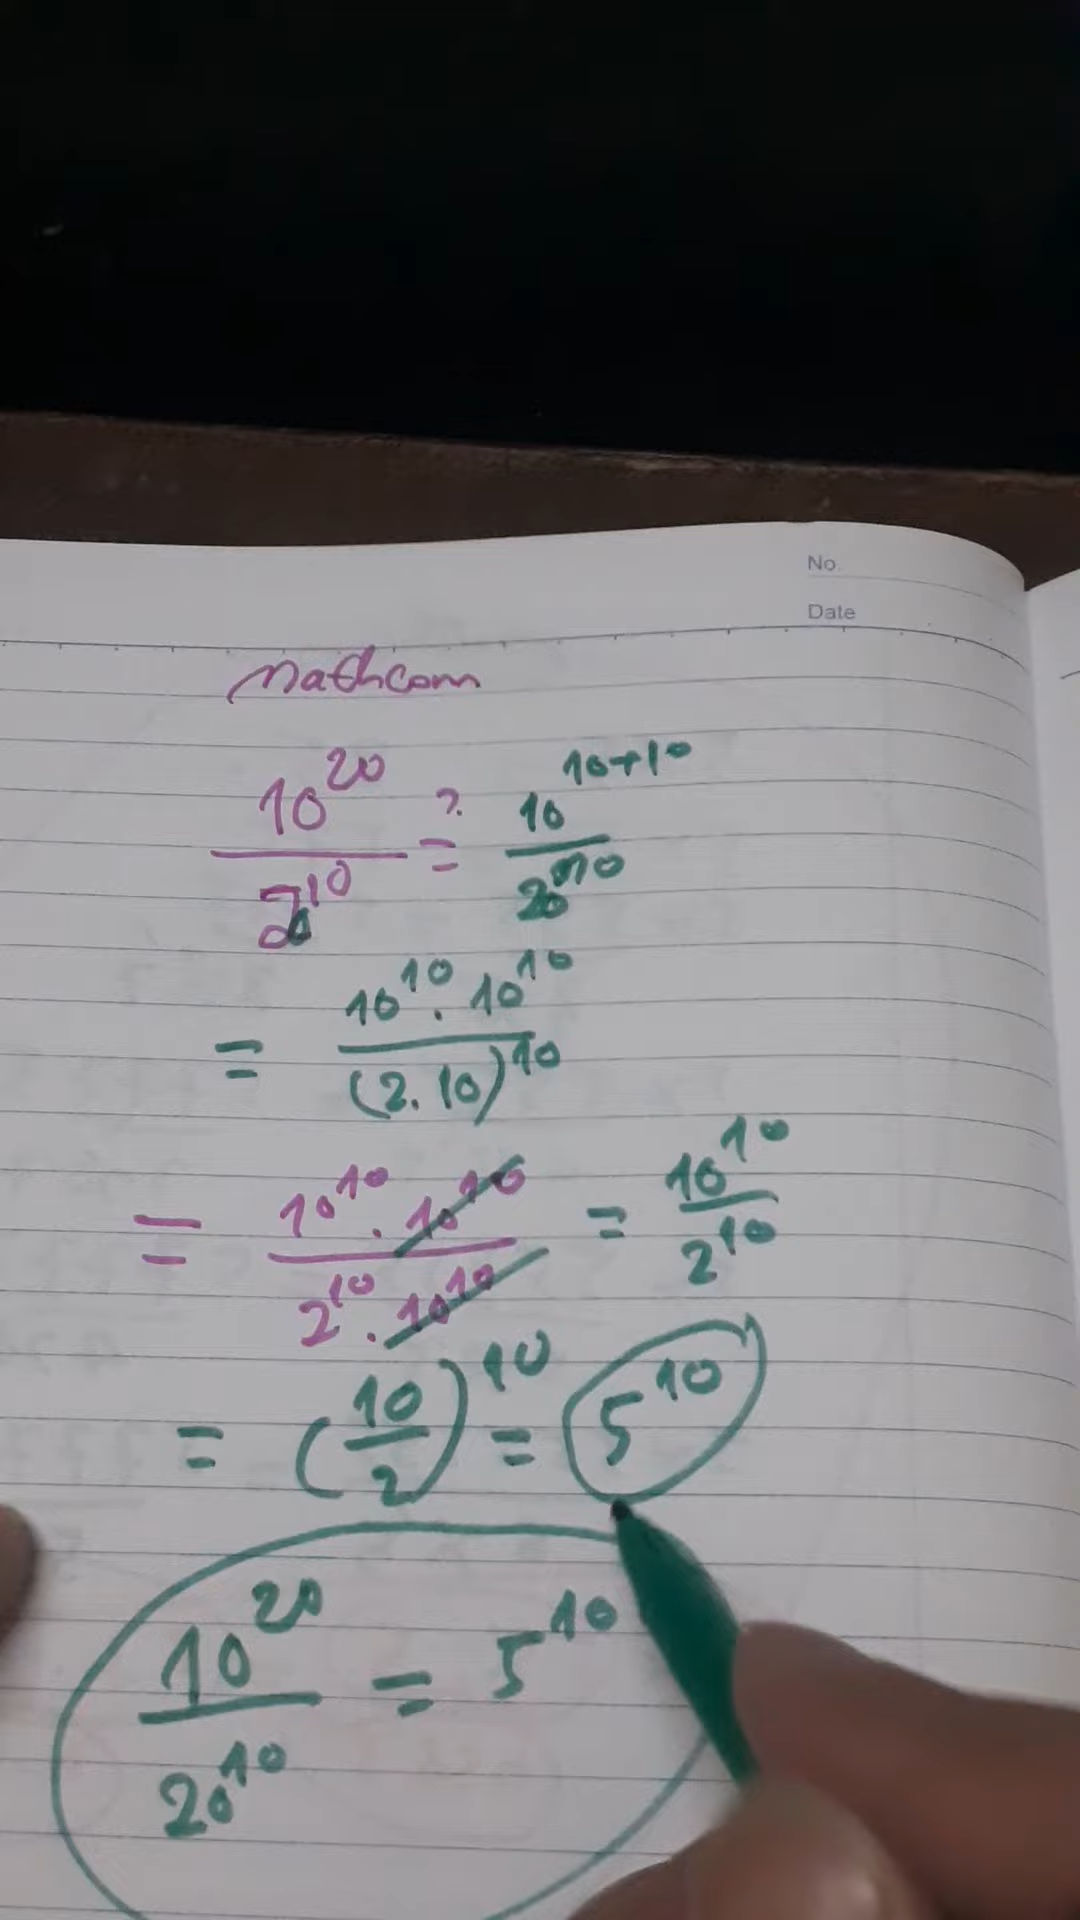 No
Date
mathcom
10^20 / 20^10 =? 10^(10+10) / 20^10
= 10^10 . 10^10 / (2.10)^10
= 10^10 . 10^10 / 2^10 . 10^10 = 10^10 / 2^10
= (10/2)^10 = 5^10
10^20 / 20^10 = 5^10